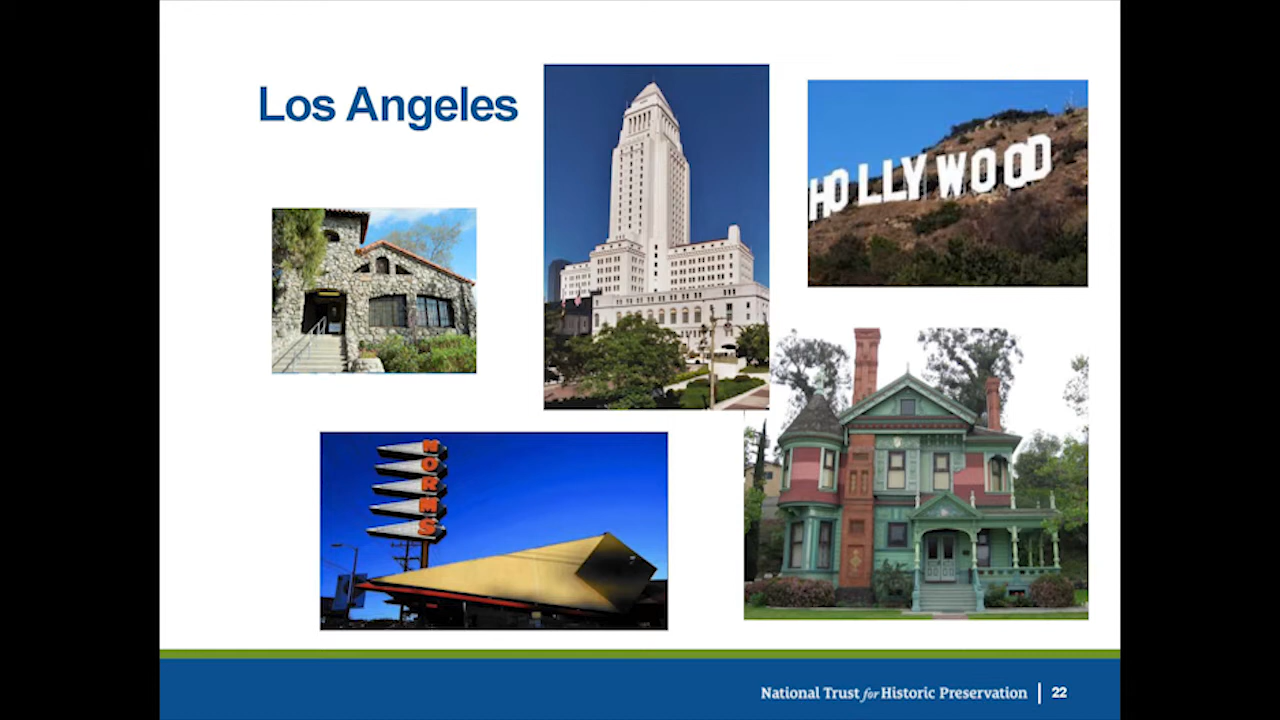 Los Angeles
HOLLYWOOD
NORMS
National Trust for Historic Preservation | 22